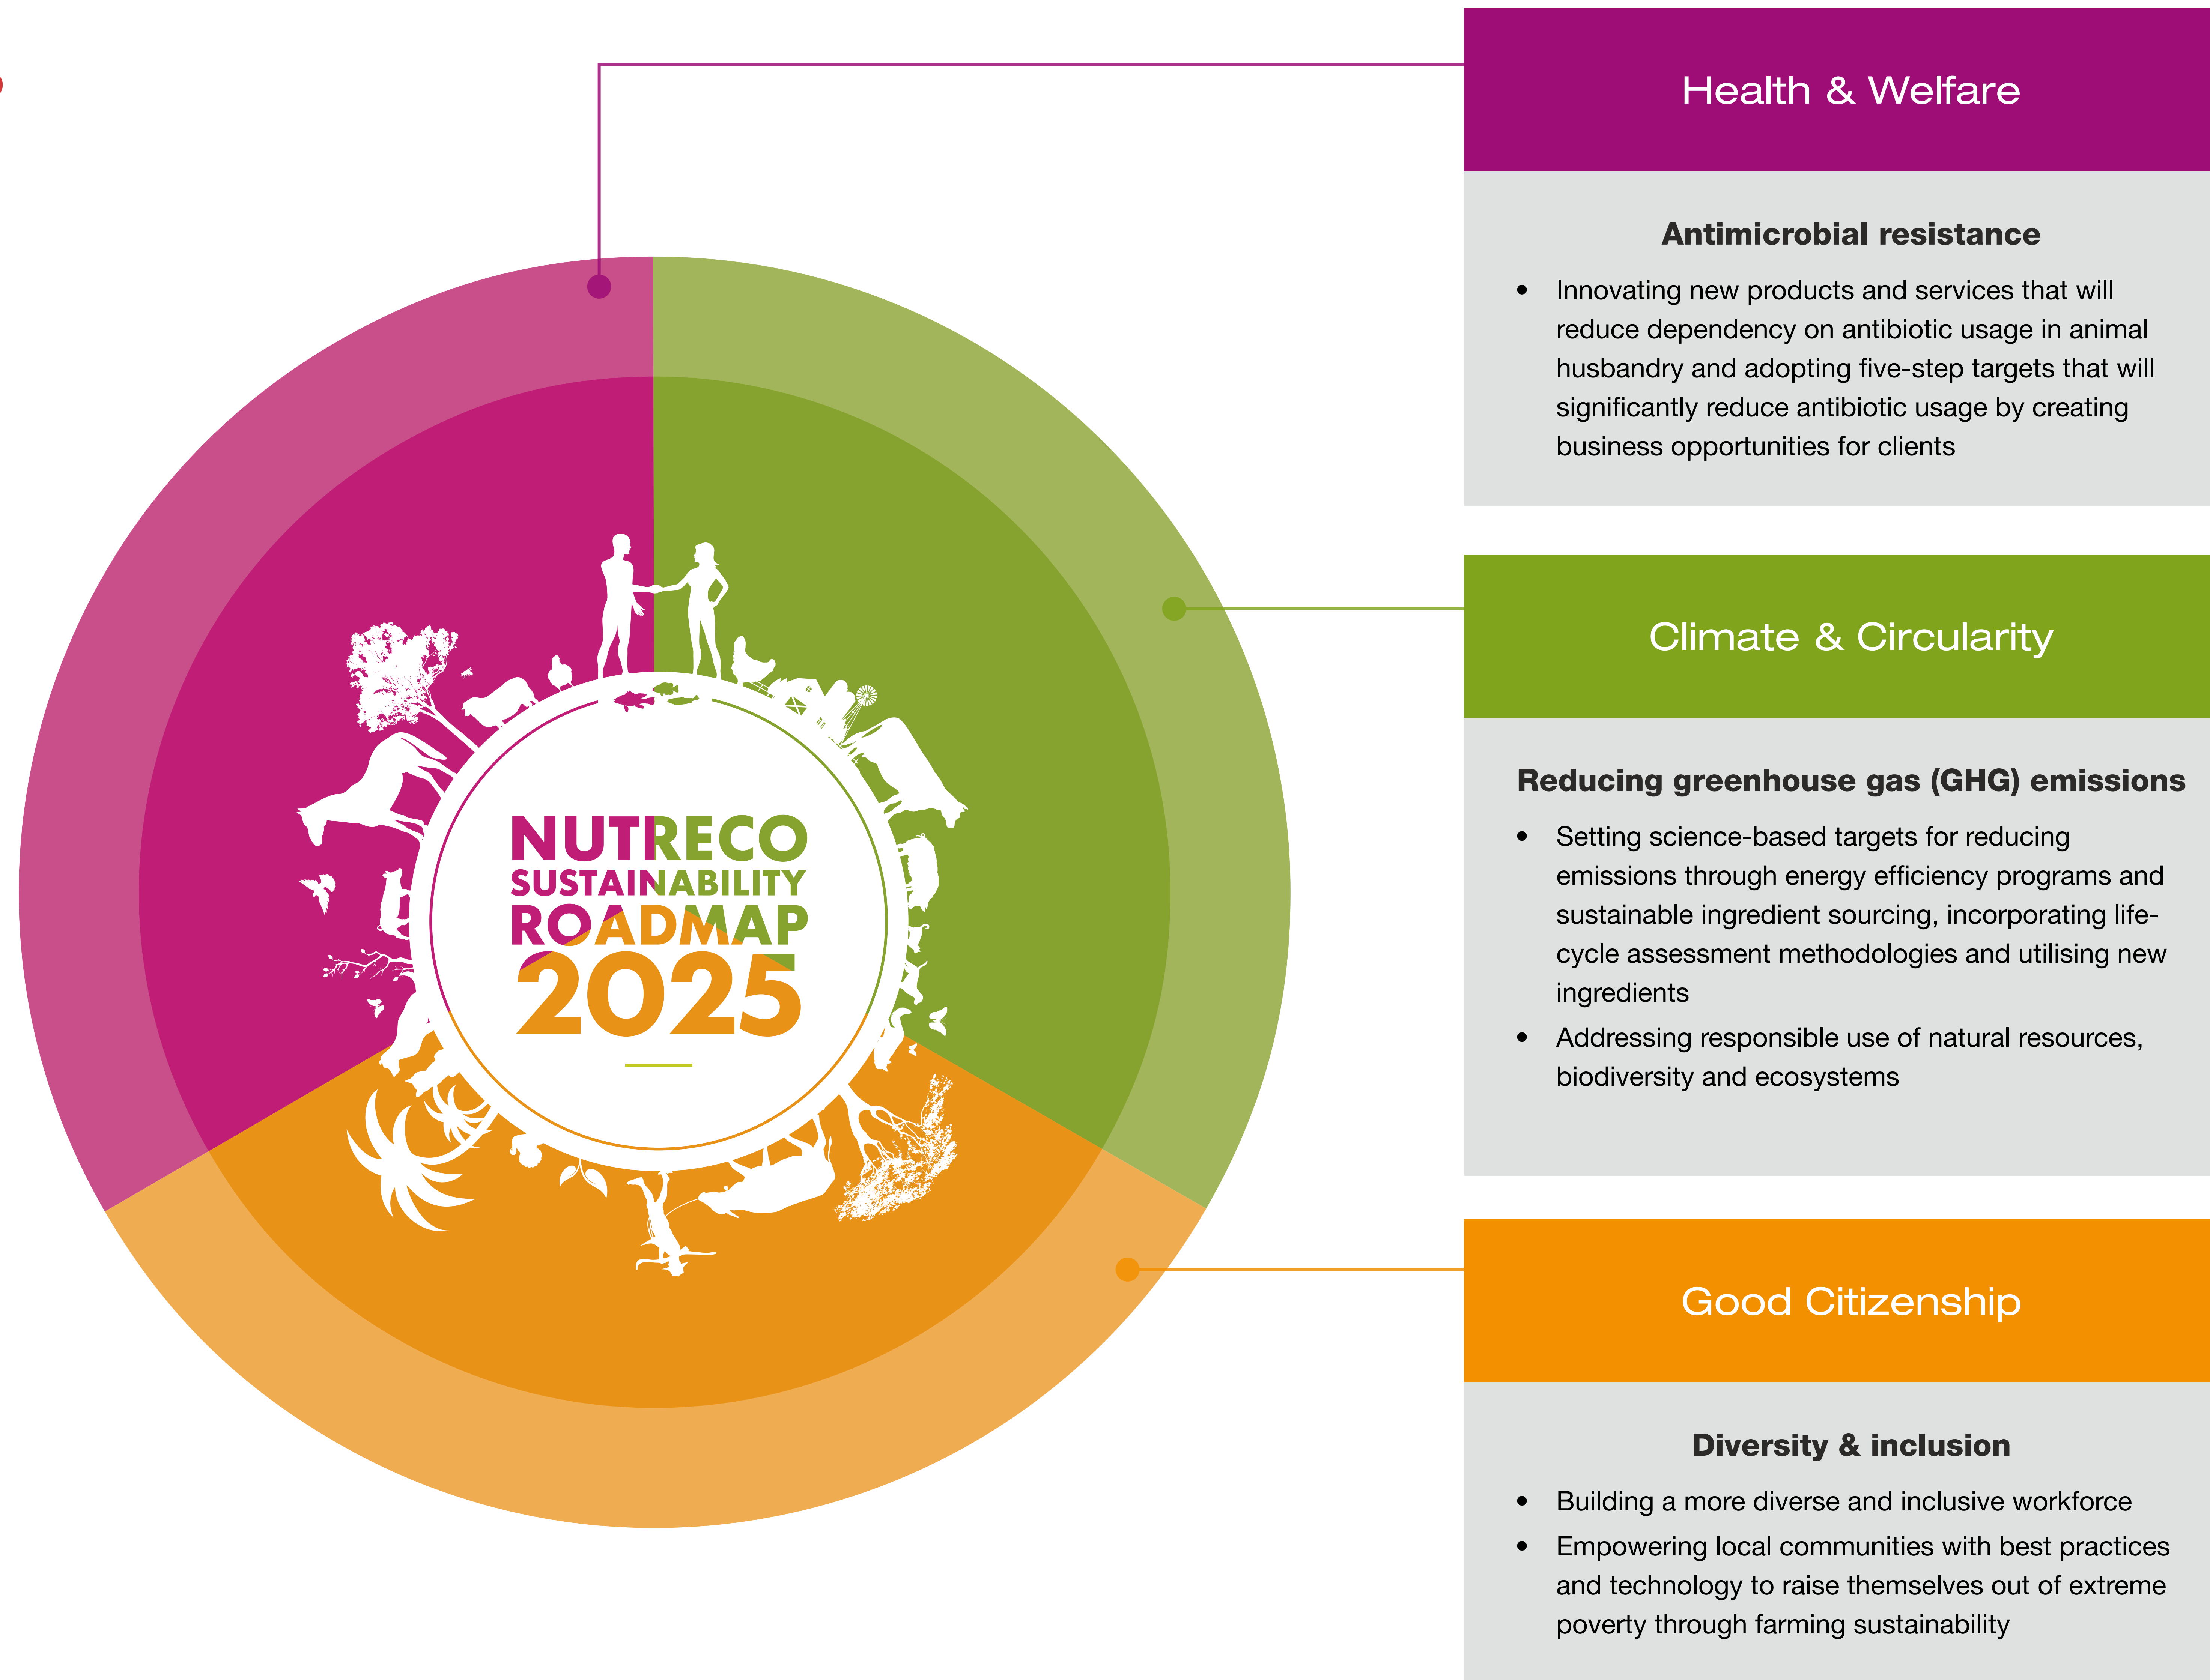 NUTRECO
SUSTAINABILITY
ROADMAP
2025
Health & Welfare
Antimicrobial resistance
• Innovating new products and services that will
reduce dependency on antibiotic usage in animal
husbandry and adopting five-step targets that will
significantly reduce antibiotic usage by creating
business opportunities for clients
Climate & Circularity
Reducing greenhouse gas (GHG) emissions
• Setting science-based targets for reducing
emissions through energy efficiency programs and
sustainable ingredient sourcing, incorporating life-
cycle assessment methodologies and utilising new
ingredients
• Addressing responsible use of natural resources,
biodiversity and ecosystems
Good Citizenship
Diversity & inclusion
• Building a more diverse and inclusive workforce
• Empowering local communities with best practices
and technology to raise themselves out of extreme
poverty through farming sustainability